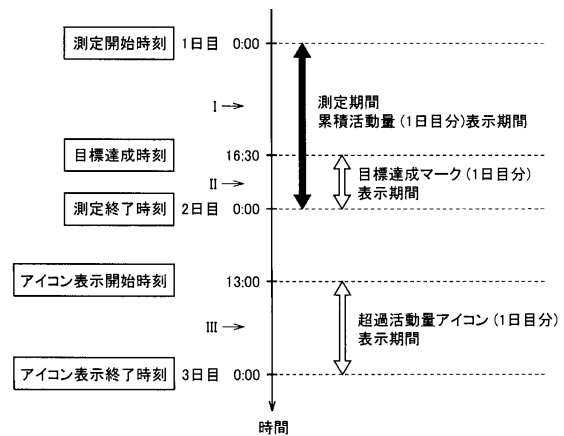 測定開始時刻 1日目 0:00
I
測定期間
累積活動量(1日目分)表示期間
目標達成時刻 16:30
II
目標達成マーク(1日目分)
表示期間
測定終了時刻 2日目 0:00
アイコン表示開始時刻 13:00
III
超過活動量アイコン(1日目分)
表示期間
アイコン表示終了時刻 3日目 0:00
時間